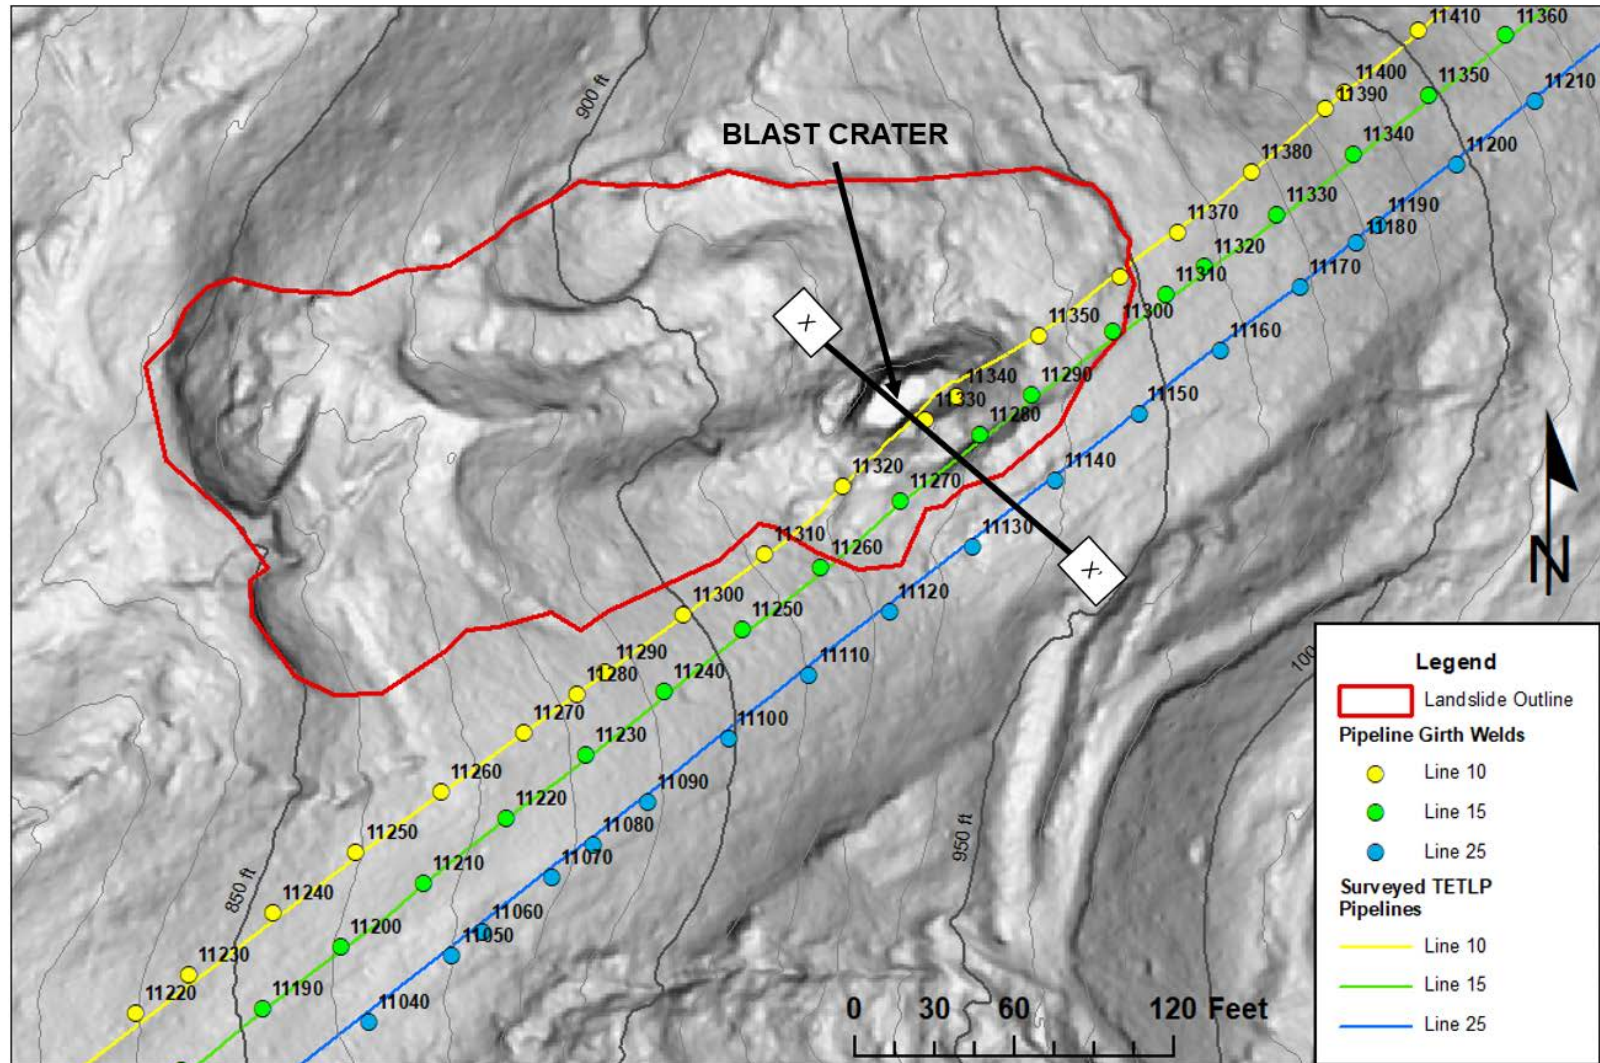 11410
11360
11400
11390
11350
11210
900 ft
BLAST CRATER
11340
11200
11380
11330
11190
11180
11370
11320
11310
11170
11350
11300
11160
X
11340
11290
11330
11280
11150
11320
11270
11140
11310
11260
11130
X'
N
11300
11250
11120
11290
11280
11240
11110
100
11270
11230
11100
11260
11220
11090
11250
11210
11080
11070
950 ft
850 ft
11240
11200
11060
11050
11230
11220
11190
11040
0 30 60 120 Feet
Legend
Landslide Outline
Pipeline Girth Welds
Line 10
Line 15
Line 25
Surveyed TETLP
Pipelines
Line 10
Line 15
Line 25